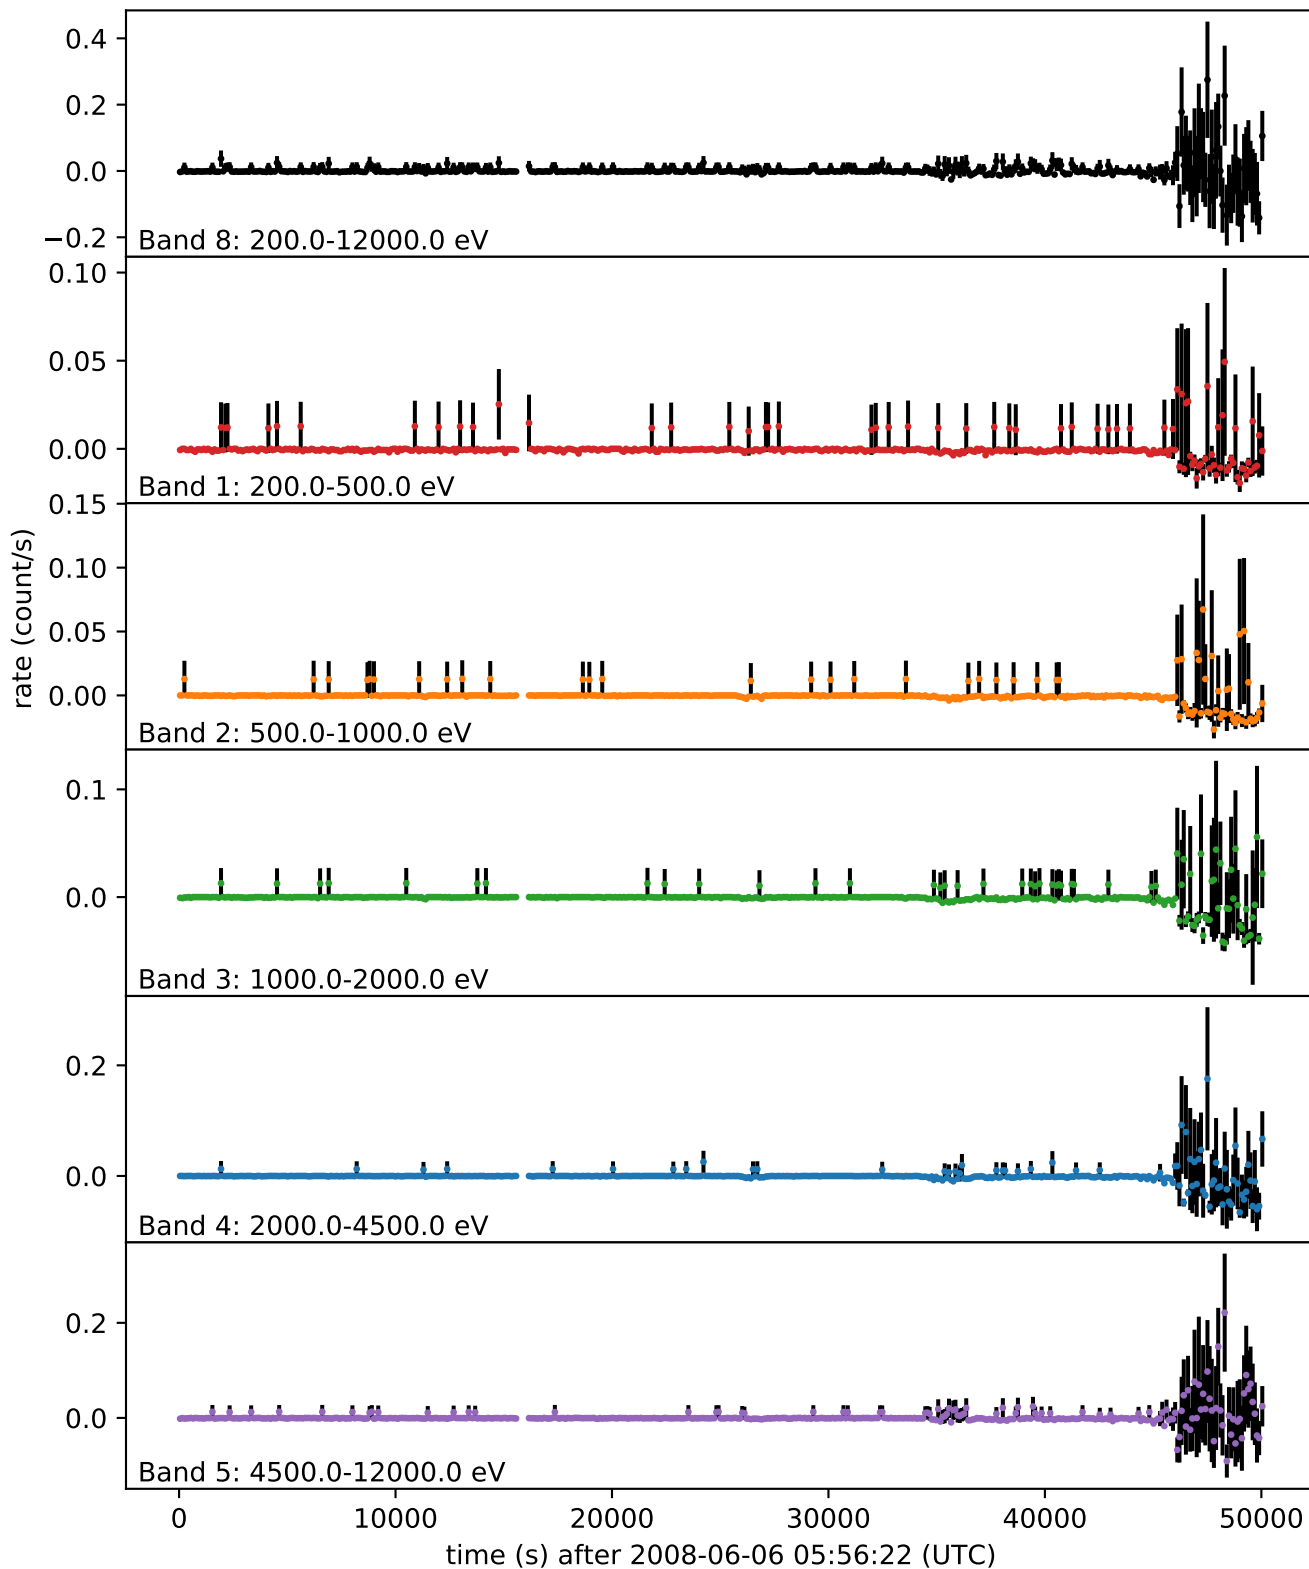 0.4
0.2
0.0
−0.2
Band 8: 200.0-12000.0 eV
0.10
0.05
0.00
Band 1: 200.0-500.0 eV
0.15
0.10
0.05
0.00
Band 2: 500.0-1000.0 eV
rate (count/s)
0.1
0.0
Band 3: 1000.0-2000.0 eV
0.2
0.0
Band 4: 2000.0-4500.0 eV
0.2
0.0
Band 5: 4500.0-12000.0 eV
0 10000 20000 30000 40000 50000
time (s) after 2008-06-06 05:56:22 (UTC)